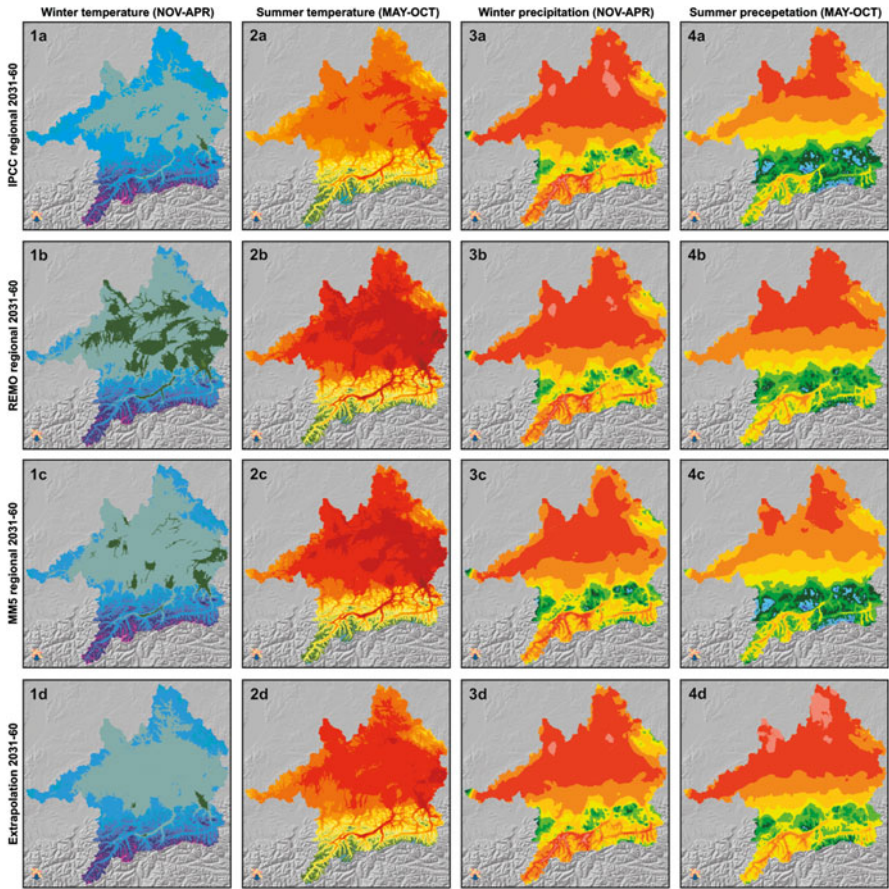 Winter temperature (NOV-APR) Summer temperature (MAY-OCT) Winter precipitation (NOV-APR) Summer precepetation (MAY-OCT)
IPCC regional 2031-60
1a 2a 3a 4a
REMO regional 2031-60
1b 2b 3b 4b
MM5 regional 2031-60
1c 2c 3c 4c
Extrapolation 2031-60
1d 2d 3d 4d